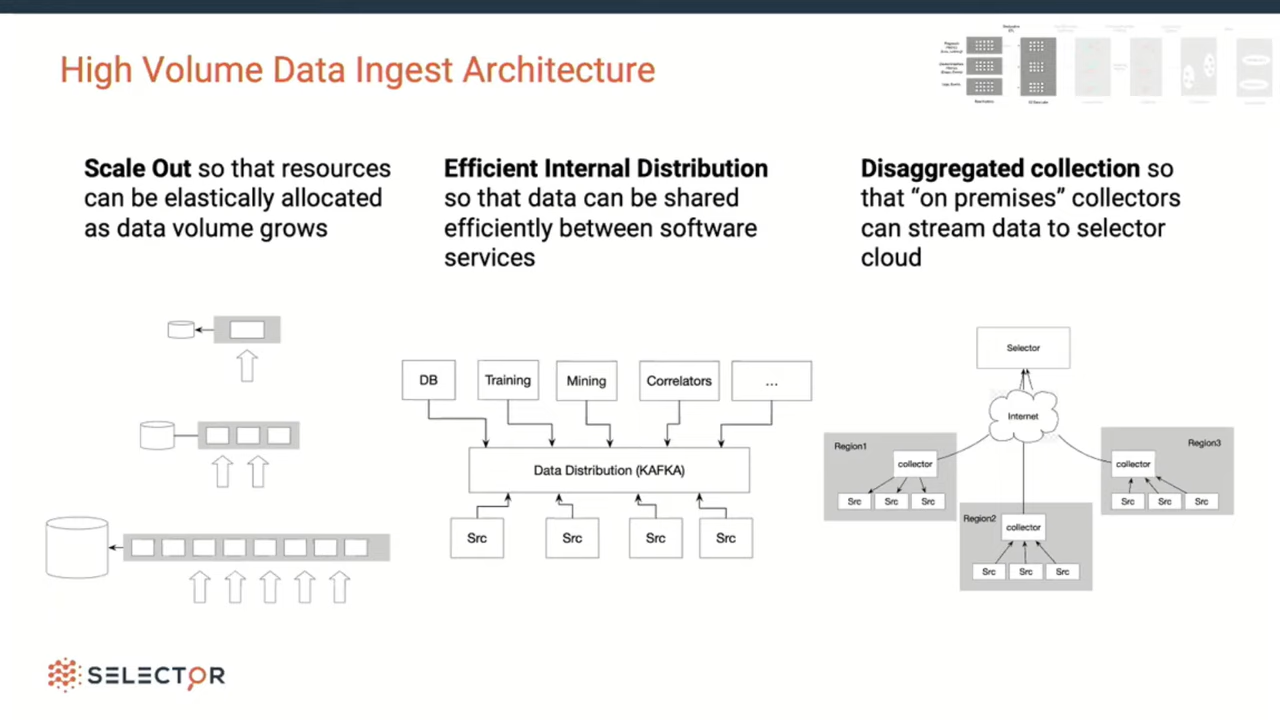 High Volume Data Ingest Architecture
Scale Out so that resources
can be elastically allocated
as data volume grows
Efficient Internal Distribution
so that data can be shared
efficiently between software
services
Disaggregated collection so
that “on premises” collectors
can stream data to selector
cloud
DB
Training
Mining
Correlators
...
Data Distribution (KAFKA)
Src
Src
Src
Src
Selector
Internet
Region1
collector
Src
Src
Src
Region2
collector
Src
Src
Src
Region3
collector
Src
Src
Src
SELECTOR